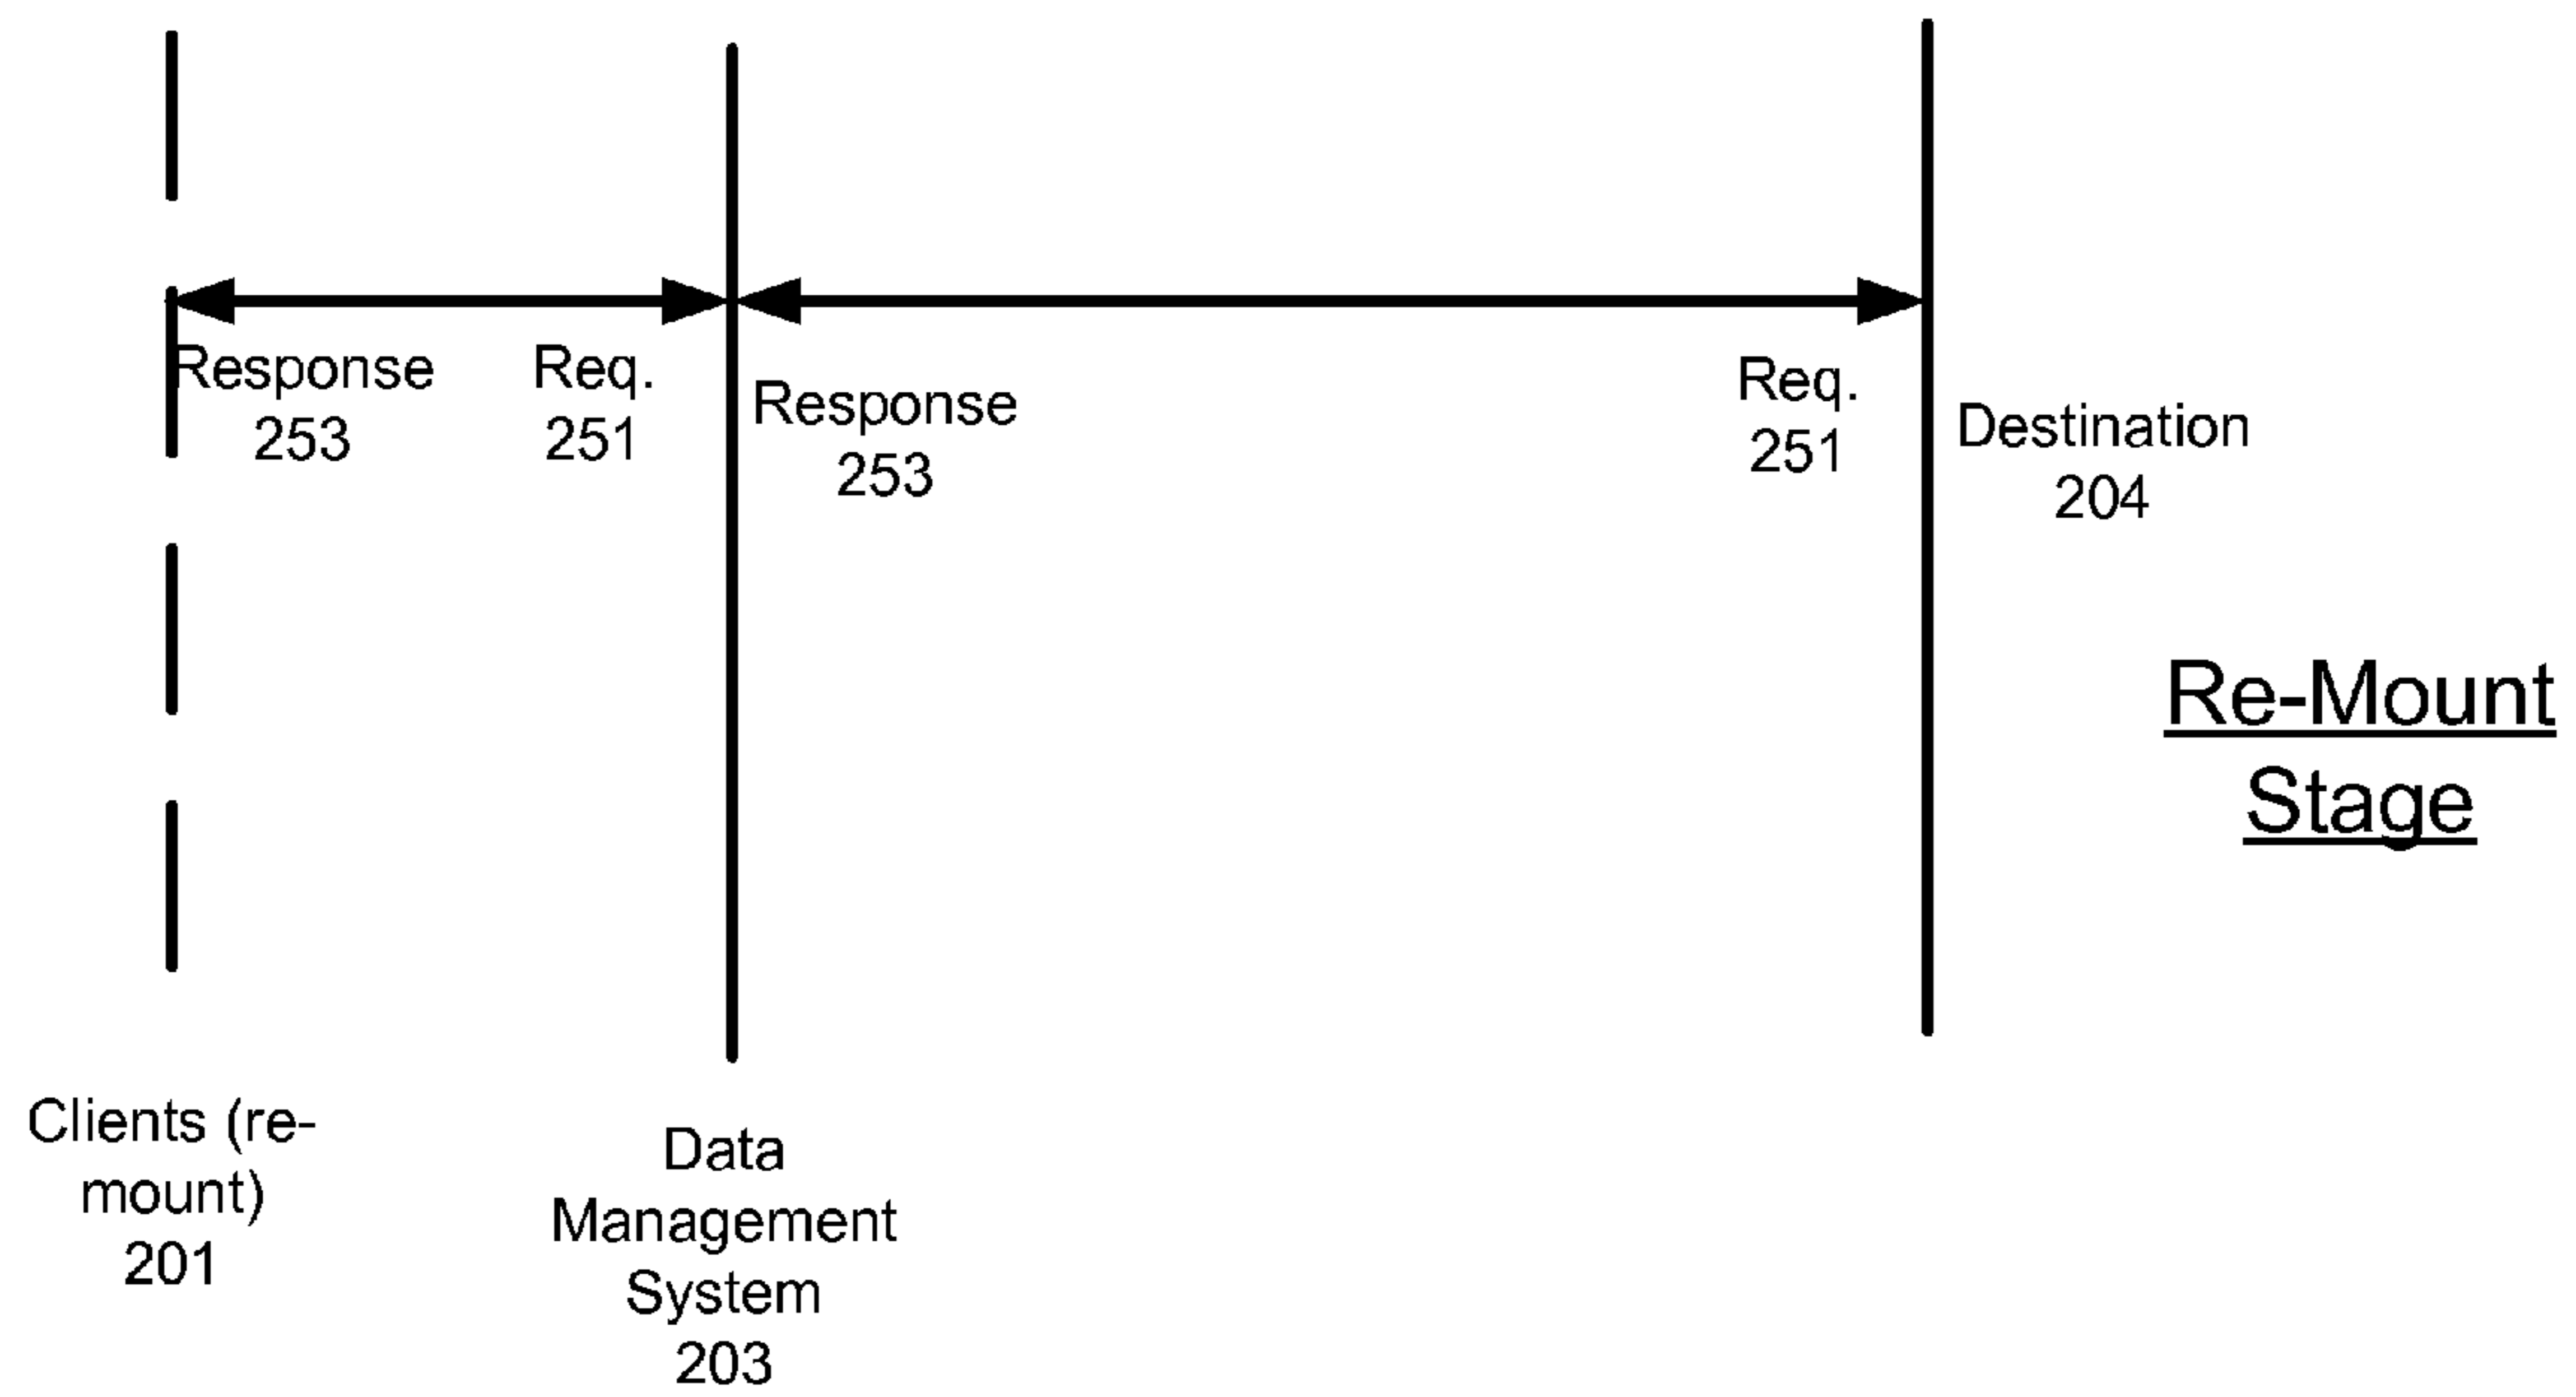 Response
253
Req.
251
Response
253
Req.
251
Destination
204
Re-Mount
Stage
Clients (re-
mount)
201
Data
Management
System
203